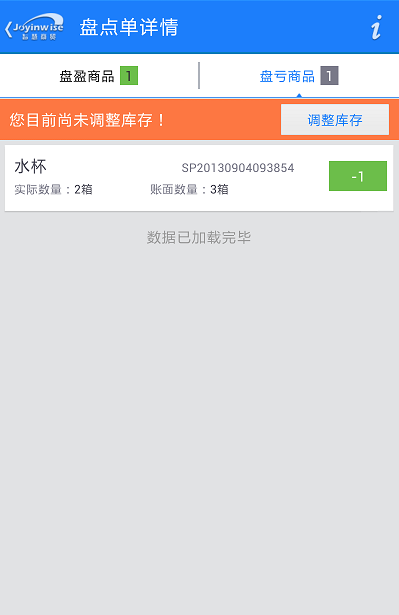 Joyinwise
智慧商贸
盘点单详情
i
盘盈商品 1
盘亏商品 1
您目前尚未调整库存！
调整库存
水杯
SP20130904093854
-1
实际数量：2箱
账面数量：3箱
数据已加载完毕